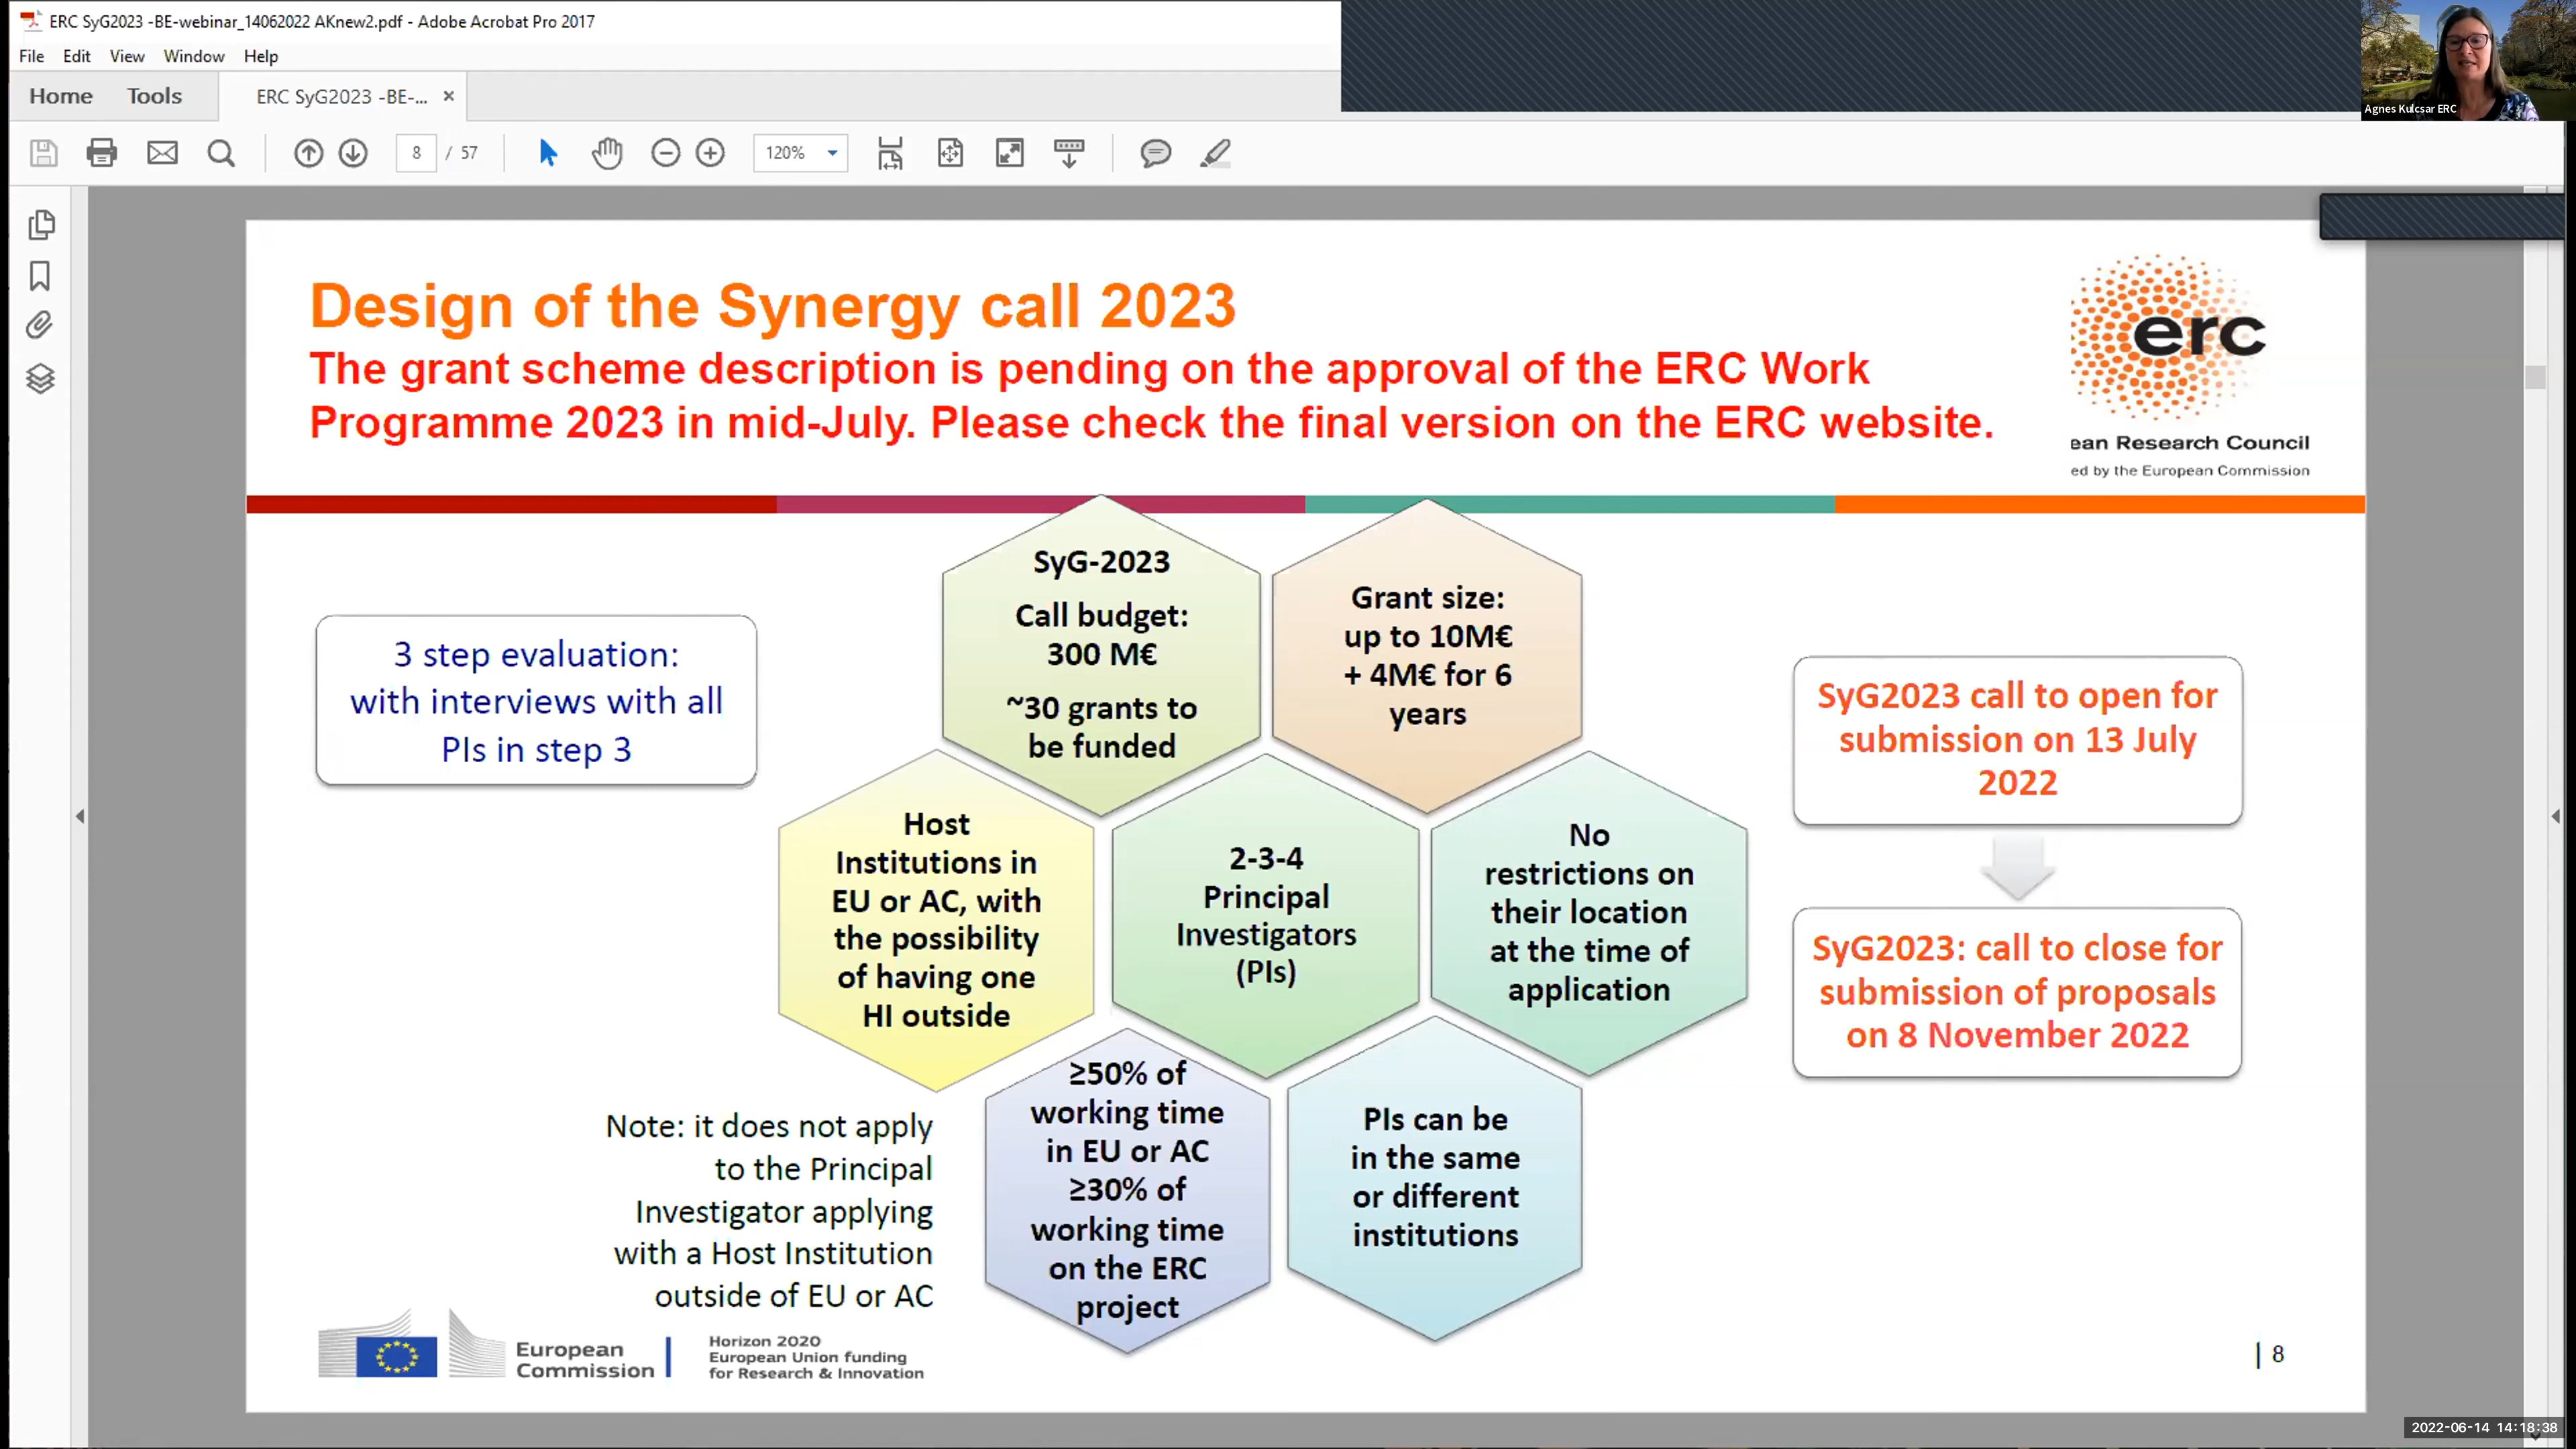 ERC SyG2023 -BE-webinar_14062022 AKnew2.pdf - Adobe Acrobat Pro 2017
File Edit View Window Help
Home Tools ERC SyG2023 -BE-... ×
8 / 57 120%
Agnes Kulcsar ERC
Design of the Synergy call 2023
The grant scheme description is pending on the approval of the ERC Work
Programme 2023 in mid-July. Please check the final version on the ERC website.
erc
ean Research Council
ed by the European Commission
3 step evaluation:
with interviews with all
PIs in step 3
SyG-2023
Call budget:
300 M€
~30 grants to
be funded
Grant size:
up to 10M€
+ 4M€ for 6
years
Host
Institutions in
EU or AC, with
the possibility
of having one
HI outside
2-3-4
Principal
Investigators
(PIs)
No
restrictions on
their location
at the time of
application
≥50% of
working time
in EU or AC
≥30% of
working time
on the ERC
project
PIs can be
in the same
or different
institutions
SyG2023 call to open for
submission on 13 July
2022
SyG2023: call to close for
submission of proposals
on 8 November 2022
Note: it does not apply
to the Principal
Investigator applying
with a Host Institution
outside of EU or AC
European
Commission
Horizon 2020
European Union funding
for Research & Innovation
| 8
2022-06-14 14:18:38